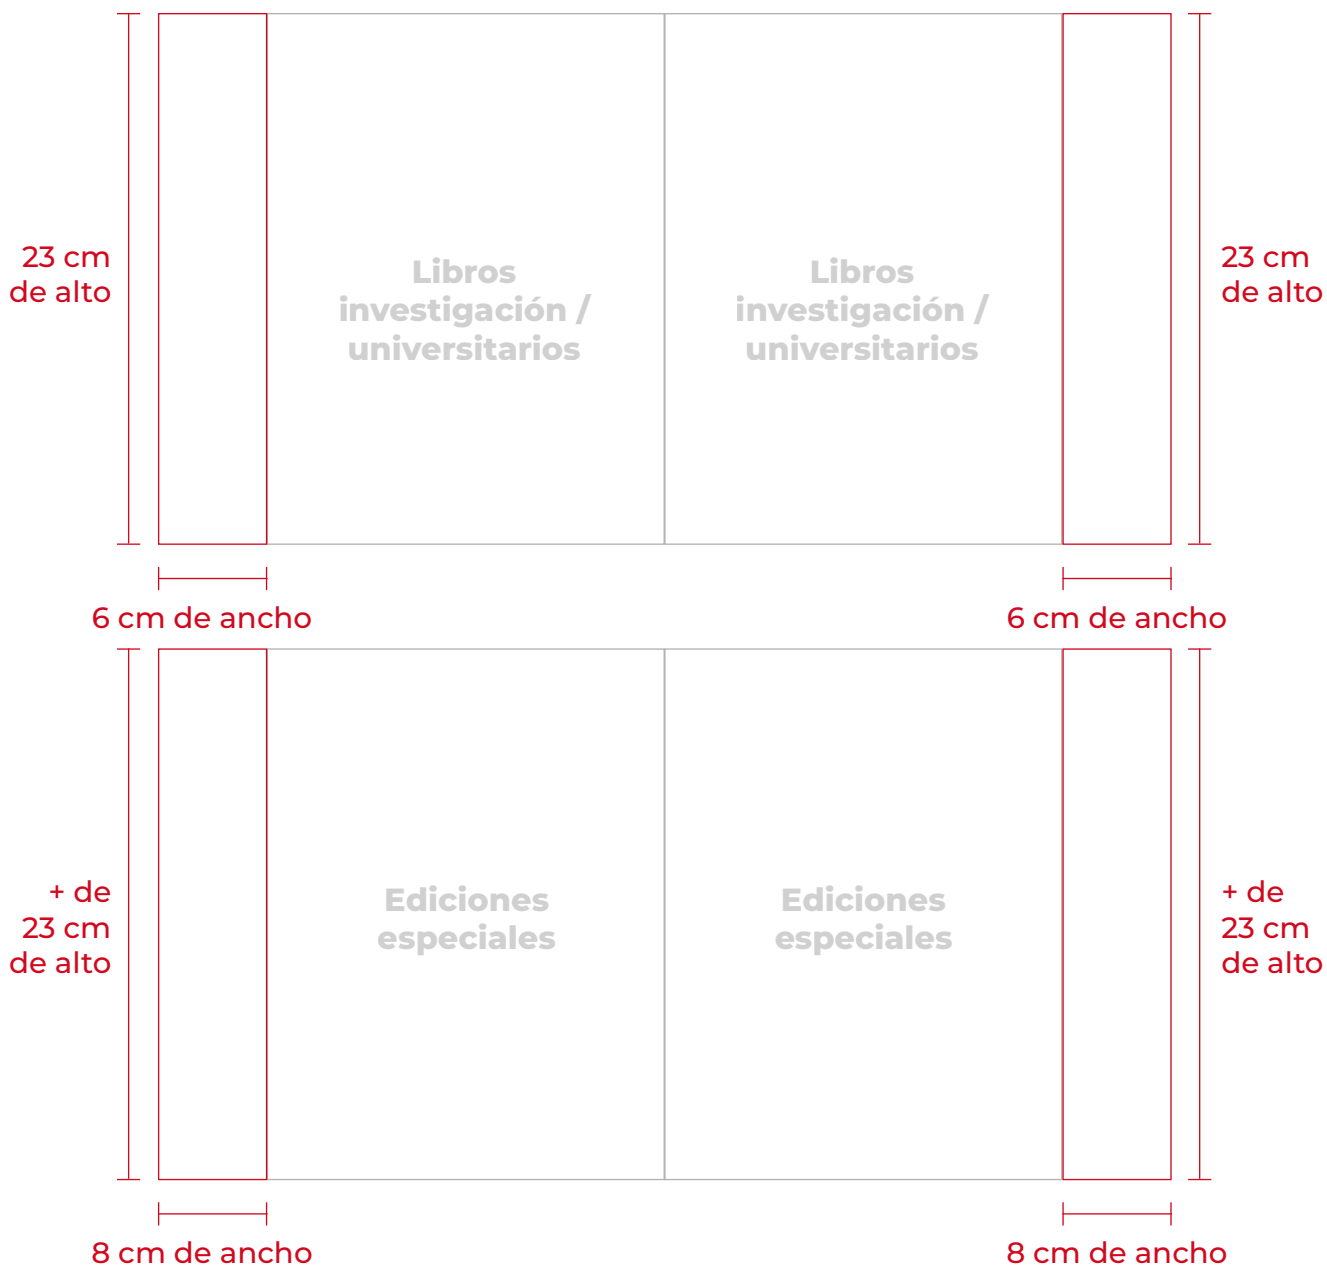 23 cm
de alto
Libros
investigación /
universitarios
Libros
investigación /
universitarios
23 cm
de alto
6 cm de ancho
6 cm de ancho
+ de
23 cm
de alto
Ediciones
especiales
Ediciones
especiales
+ de
23 cm
de alto
8 cm de ancho
8 cm de ancho